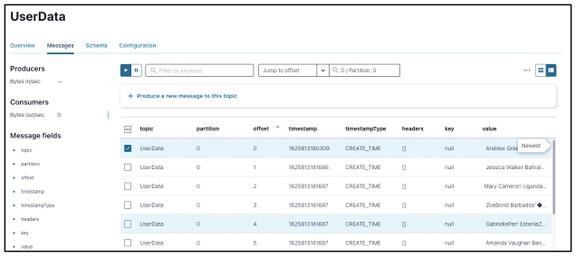 UserData
Overview Messages Schema Configuration
Producers
Bytes in/sec --
Consumers
Bytes out/sec 0
Message fields
topic
partition
offset
timestamp
timestampType
headers
key
value
Filter by keyword Jump to offset 0 / Partition: 0
+ Produce a new message to this topic
topic partition offset timestamp timestampType headers key value
UserData 0 0 1625813180309 CREATE_TIME [] null Andrew Gree
Newest
UserData 0 1 1625813181686 CREATE_TIME [] null Jessica Walker Bahrai...
UserData 0 2 1625813181687 CREATE_TIME [] null Mary Cameron Uganda...
UserData 0 3 1625813181687 CREATE_TIME [] null ZoeBond Barbados"�...
UserData 0 4 1625813181687 CREATE_TIME [] null GabrielleParr EstoniaZ...
UserData 0 5 1625813181687 CREATE_TIME [] null Amanda Vaughan Ban...